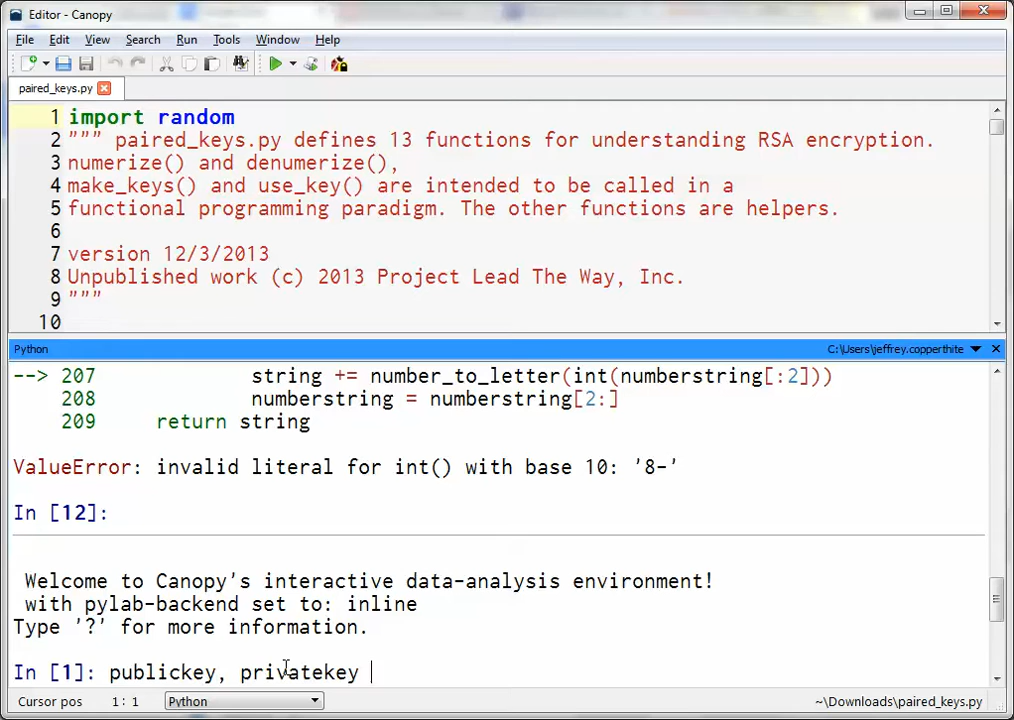 Editor - Canopy
File Edit View Search Run Tools Window Help
paired_keys.py
1 import random
2 """ paired_keys.py defines 13 functions for understanding RSA encryption.
3 numerize() and denumerize(),
4 make_keys() and use_key() are intended to be called in a
5 functional programming paradigm. The other functions are helpers.
6
7 version 12/3/2013
8 Unpublished work (c) 2013 Project Lead The Way, Inc.
9 """
10
Python C:\Users\jeffrey.copperthite
--> 207 string += number_to_letter(int(numberstring[:2]))
208 numberstring = numberstring[2:]
209 return string
ValueError: invalid literal for int() with base 10: '8-'
In [12]:
Welcome to Canopy's interactive data-analysis environment!
with pylab-backend set to: inline
Type '?' for more information.
In [1]: publickey, privatekey
Cursor pos 1 : 1 Python ~\Downloads\paired_keys.py